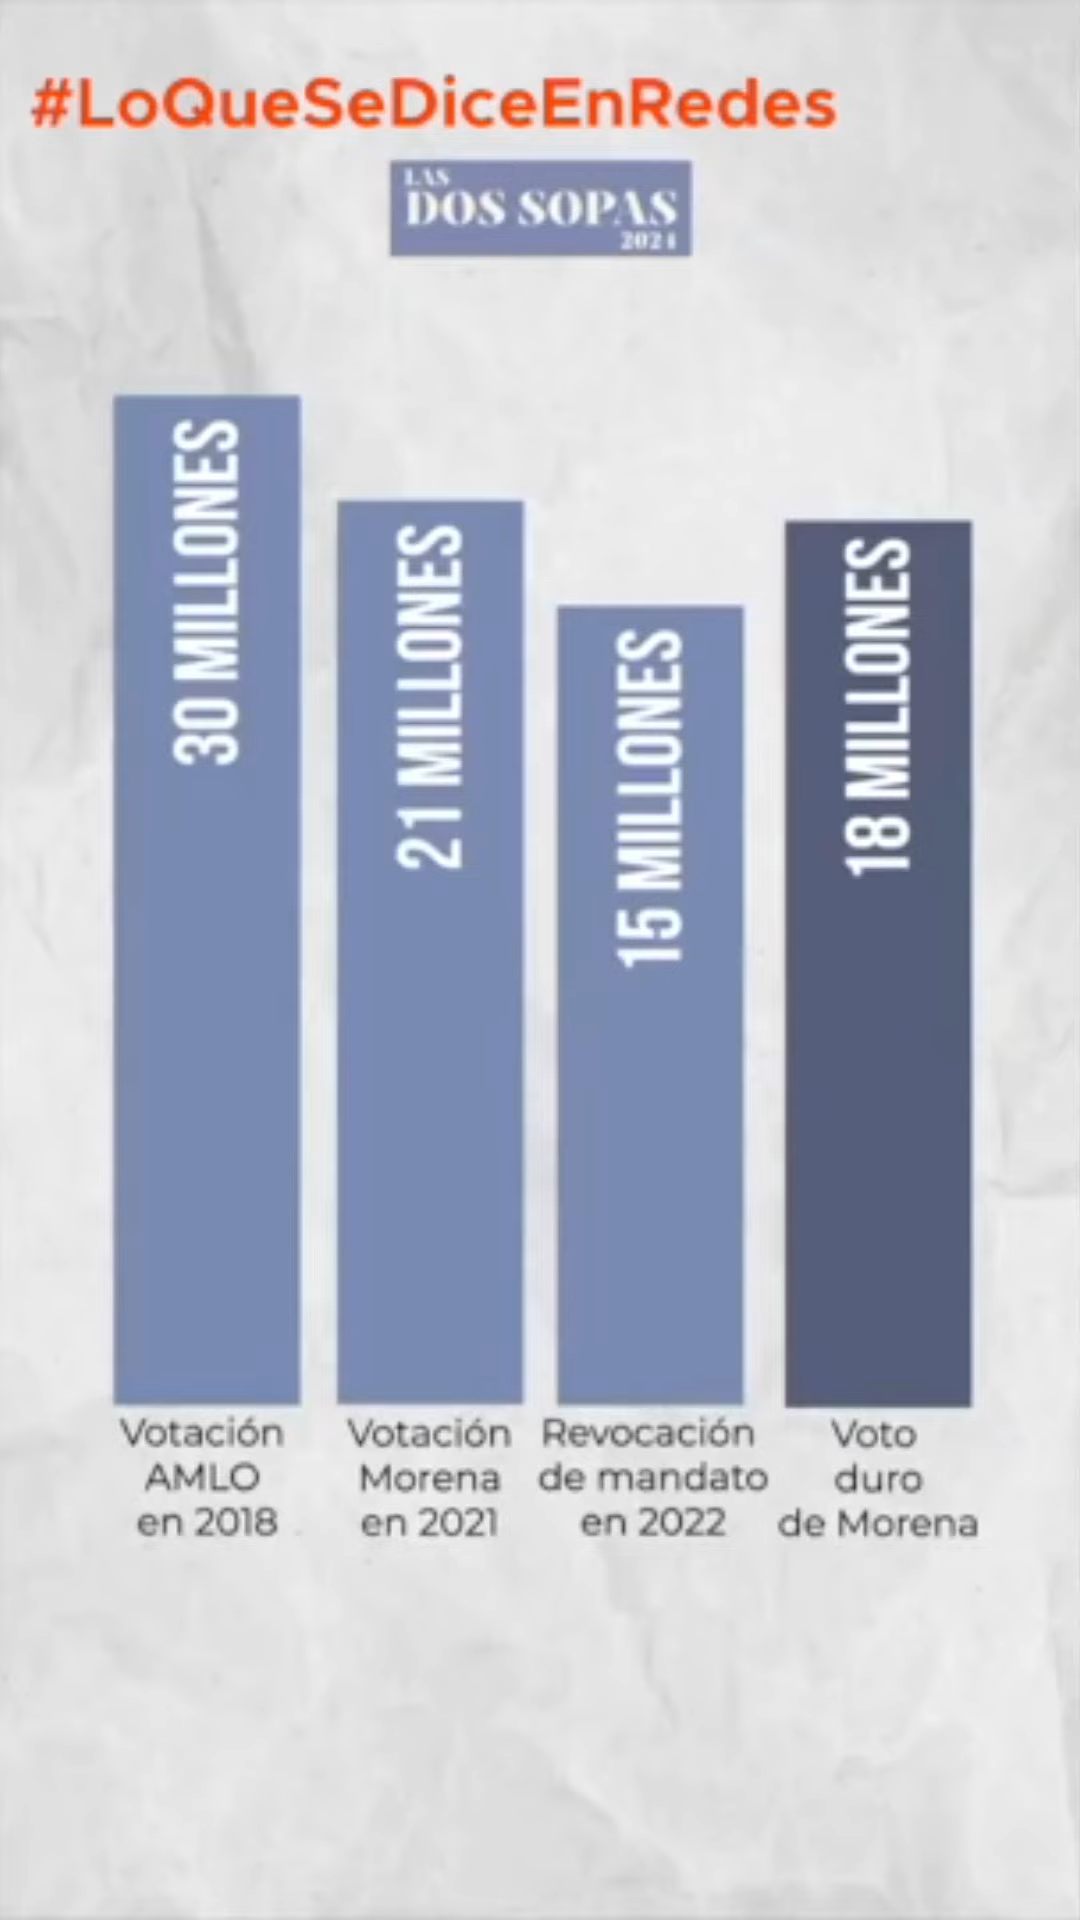 #LoQueSeDiceEnRedes
LAS
DOS SOPAS
2024
30 MILLONES
21 MILLONES
15 MILLONES
18 MILLONES
Votación
AMLO
en 2018
Votación
Morena
en 2021
Revocación
de mandato
en 2022
Voto
duro
de Morena